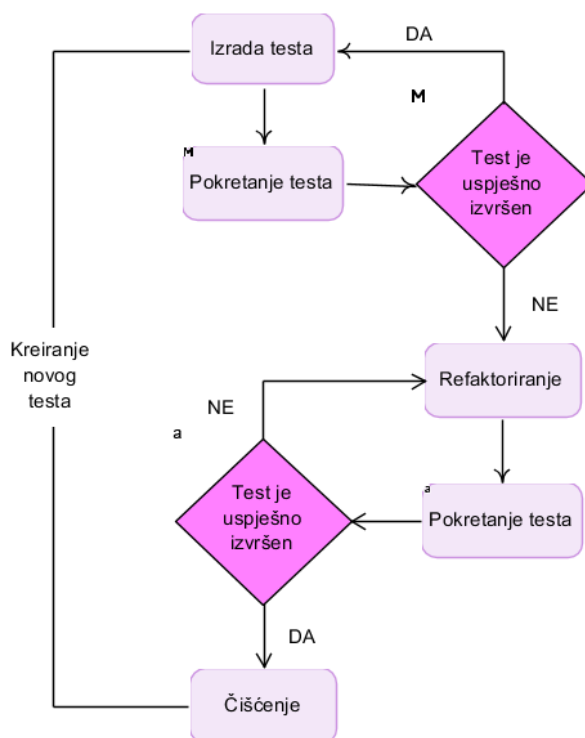 DA
Izrada testa
M
M
Pokretanje testa
Test je
uspješno
izvršen
NE
Kreiranje
novog
testa
Refaktoriranje
NE
a
Test je
uspješno
izvršen
a
Pokretanje testa
DA
Čišćenje